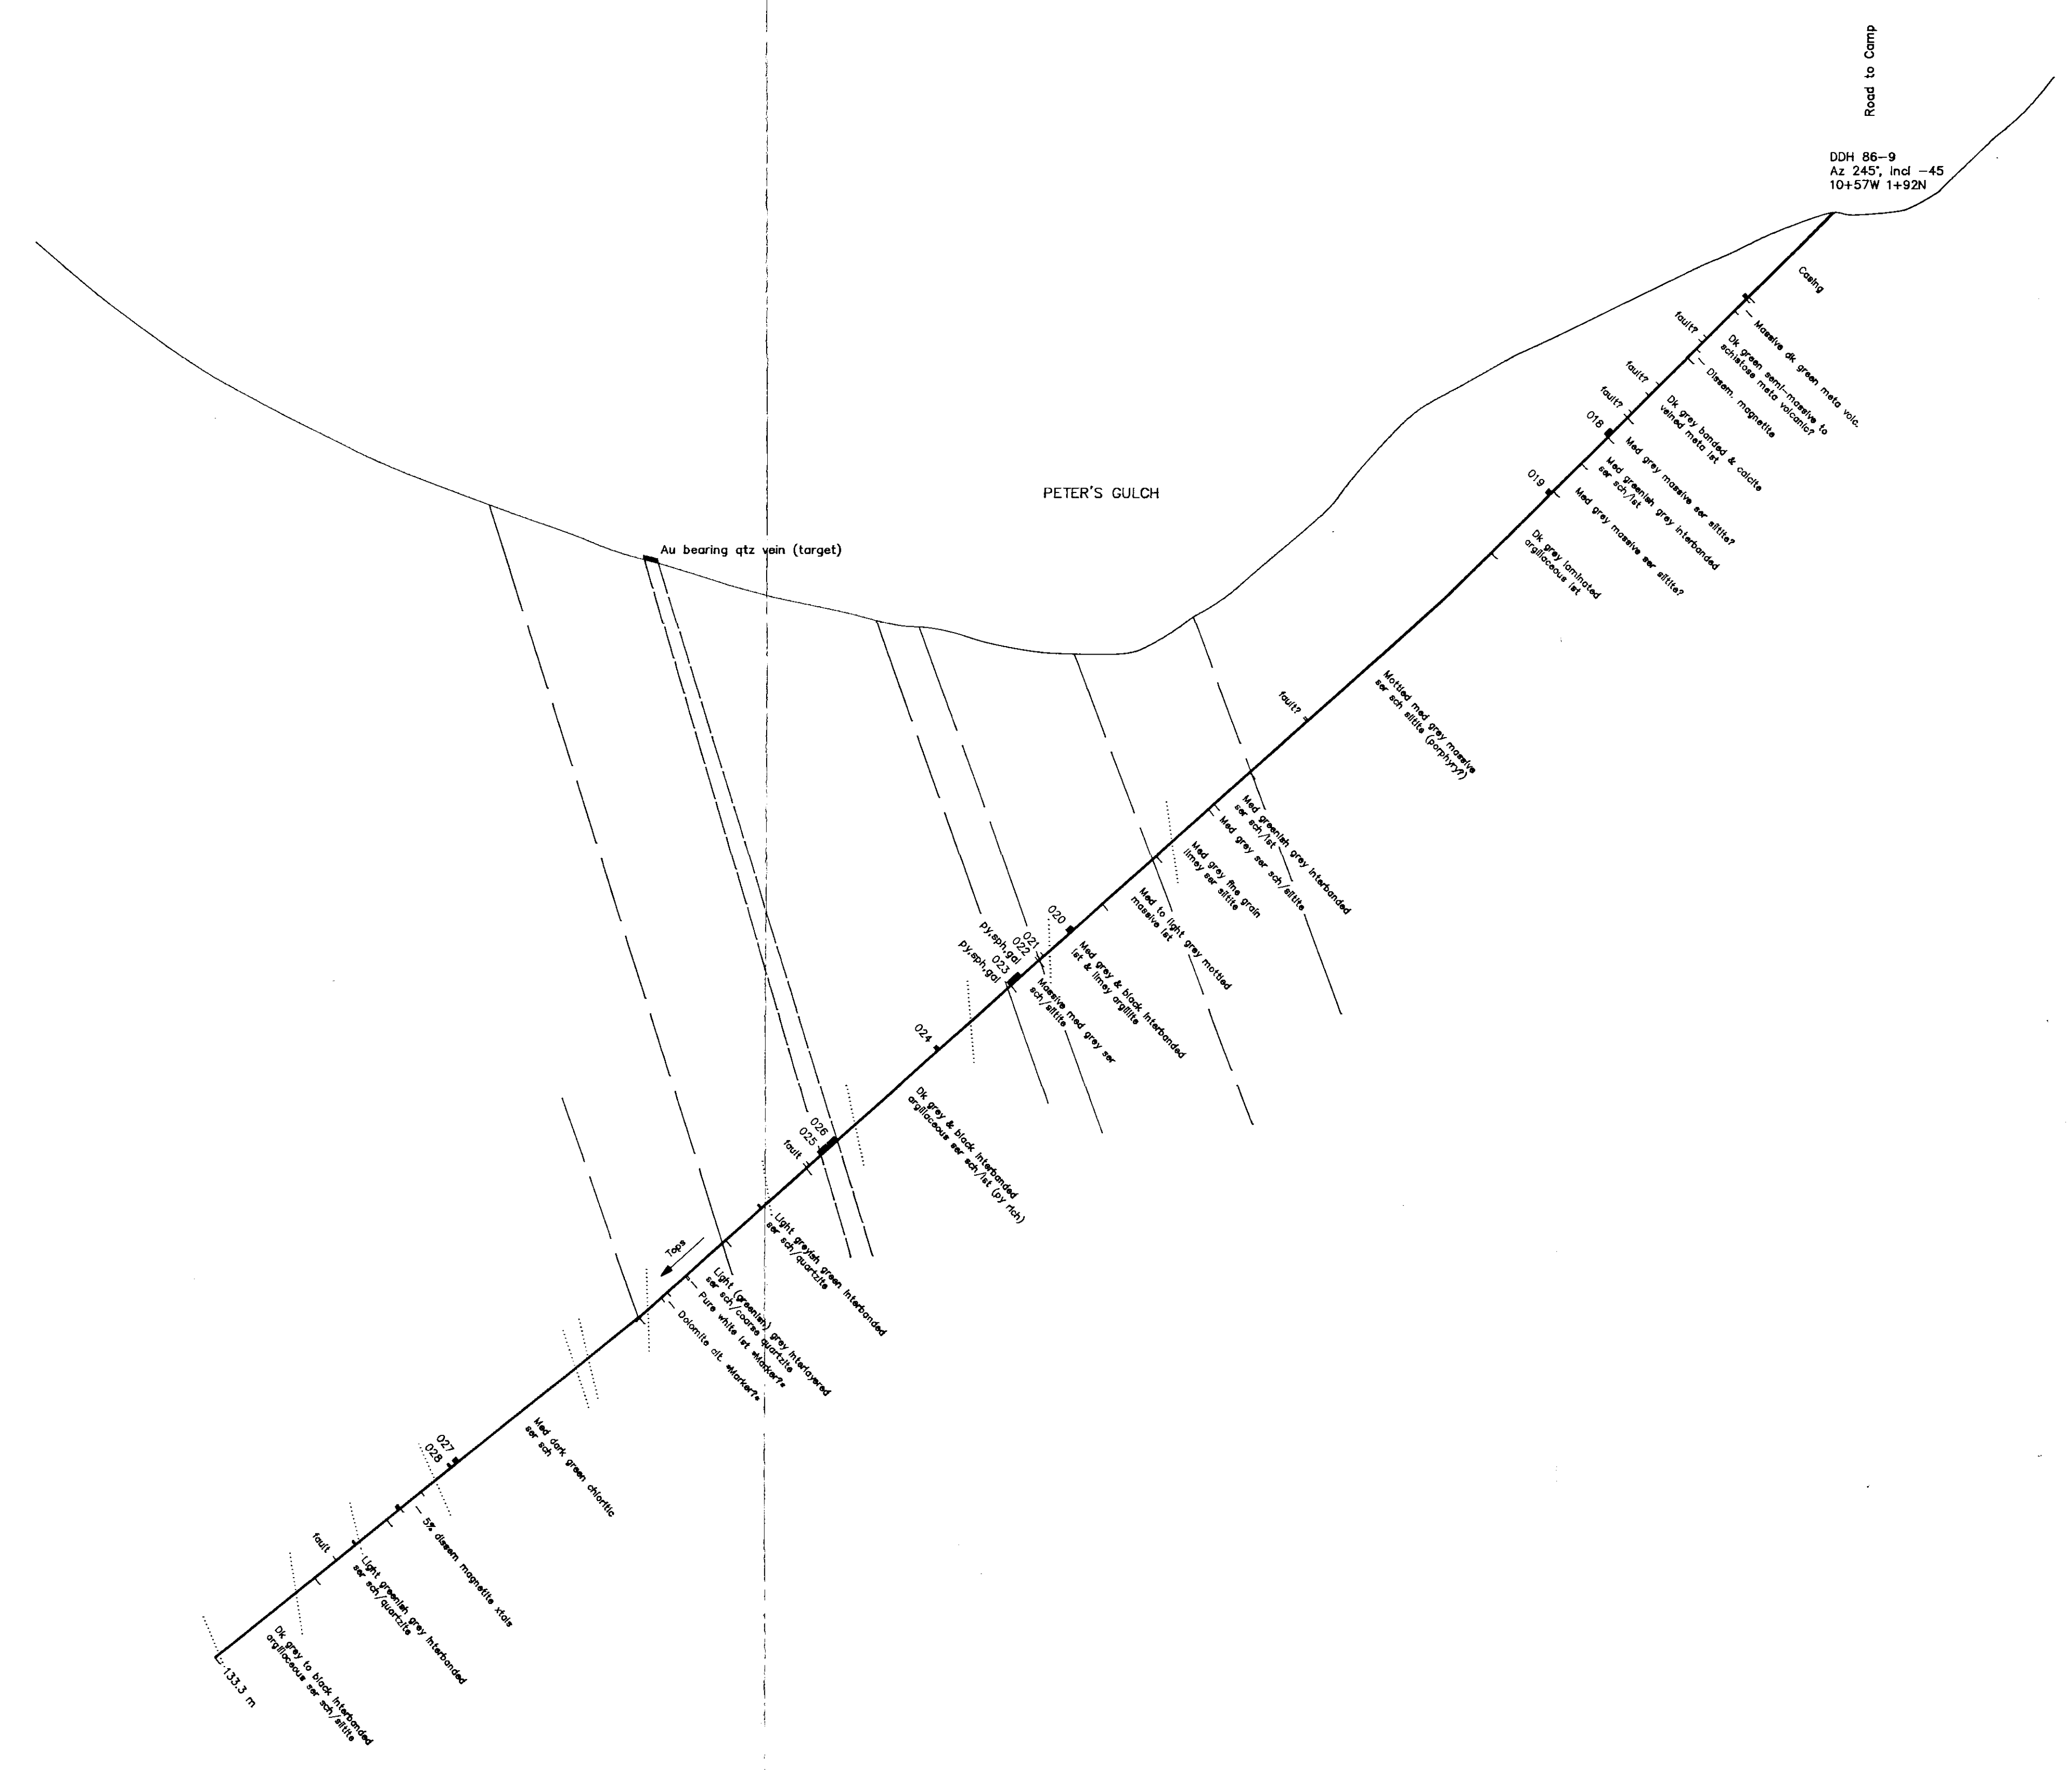 Road to Camp
DDH 86-9
Az 245°, incl -45
10+57W 1+92N
Casing
Massive dk green meta volc.
fault?
Dk green semi-massive to
schistose meta volcanic?
Dissem. magnetite
fault?
Dk grey banded & calcite
veined meta lst
fault?
018
Med grey massive ser siltite?
Med greenish grey interbanded
ser sch/lst
019
Med grey massive ser siltite?
Dk grey laminated
argillaceous lst
PETER'S GULCH
Au bearing qtz vein (target)
Mottled med grey massive
ser sch siltite (porphyry?)
fault?
Med greenish grey interbanded
ser sch/lst
Med grey ser sch/siltite
Med grey fine grain
limey ser siltite
Med to light grey mottled
massive lst
020
Med grey & black interbanded
lst & limey argillite
021
022
py,sph,gal
023
py,sph,gal
Massive med grey ser
sch/siltite
024
Dk grey & black interbanded
argillaceous ser sch/lst (py rich)
026
025
fault
Light greyish green interbanded
ser sch/quartzite
Tops
Light (greenish) grey interlayered
ser sch/coarse quartzite
Pure white lst *Marker?*
Dolomite cit. *Marker?*
Med dark green chloritic
ser sch
027
028
5% dissem magnetite xtals
Light greenish grey interbanded
ser sch/quartzite
fault
Dk grey to black interbanded
argillaceous ser sch/siltite
133.3 m